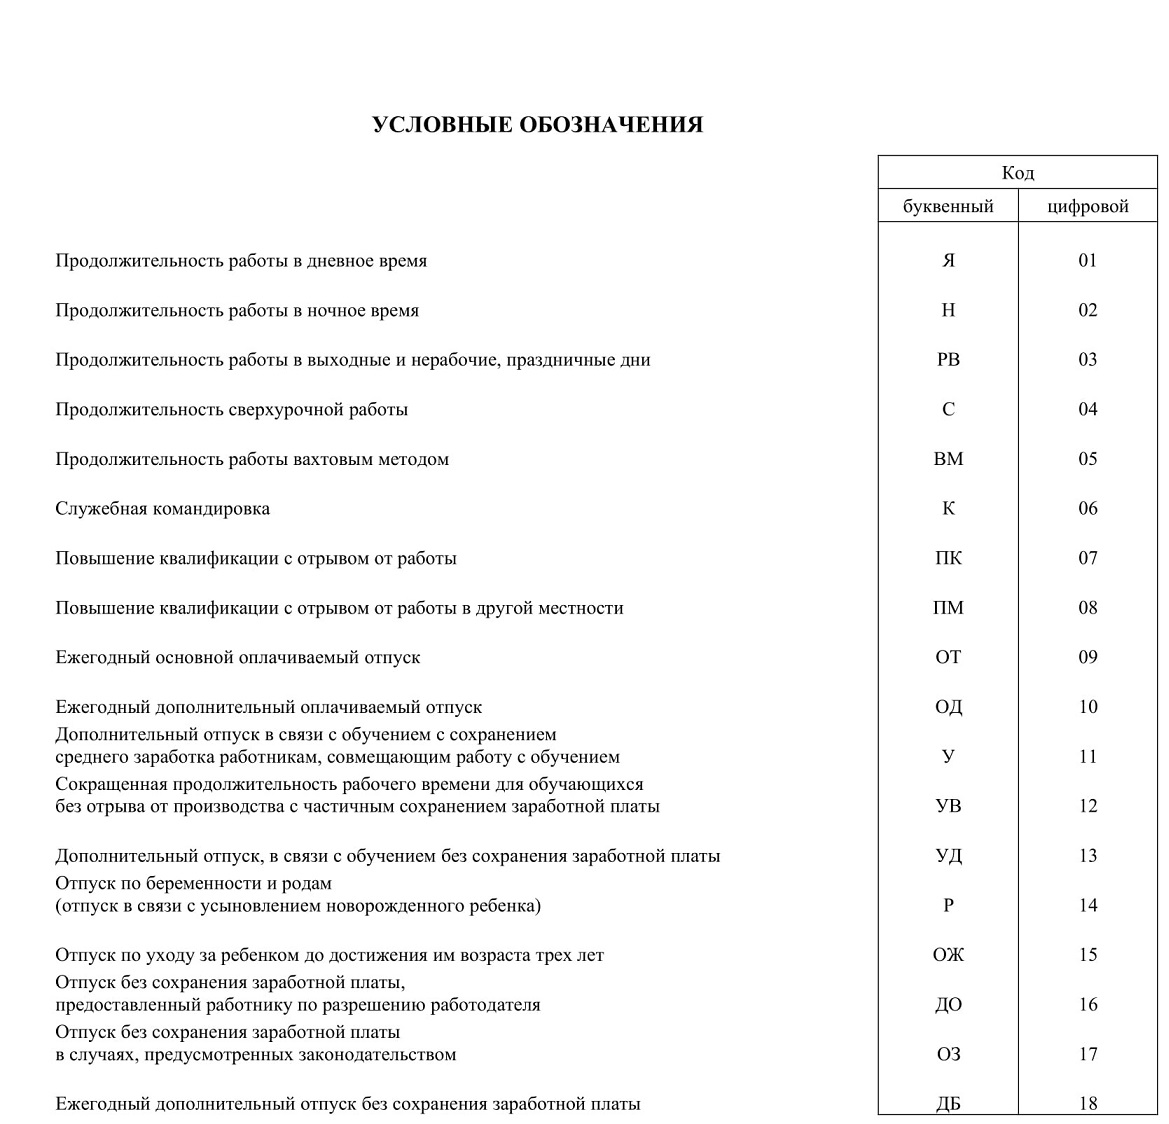 УСЛОВНЫЕ ОБОЗНАЧЕНИЯ
Код
буквенный цифровой
Продолжительность работы в дневное время Я 01
Продолжительность работы в ночное время Н 02
Продолжительность работы в выходные и нерабочие, праздничные дни РВ 03
Продолжительность сверхурочной работы С 04
Продолжительность работы вахтовым методом ВМ 05
Служебная командировка К 06
Повышение квалификации с отрывом от работы ПК 07
Повышение квалификации с отрывом от работы в другой местности ПМ 08
Ежегодный основной оплачиваемый отпуск ОТ 09
Ежегодный дополнительный оплачиваемый отпуск ОД 10
Дополнительный отпуск в связи с обучением с сохранением
среднего заработка работникам, совмещающим работу с обучением У 11
Сокращенная продолжительность рабочего времени для обучающихся
без отрыва от производства с частичным сохранением заработной платы УВ 12
Дополнительный отпуск, в связи с обучением без сохранения заработной платы УД 13
Отпуск по беременности и родам
(отпуск в связи с усыновлением новорожденного ребенка) Р 14
Отпуск по уходу за ребенком до достижения им возраста трех лет ОЖ 15
Отпуск без сохранения заработной платы,
предоставленный работнику по разрешению работодателя ДО 16
Отпуск без сохранения заработной платы
в случаях, предусмотренных законодательством ОЗ 17
Ежегодный дополнительный отпуск без сохранения заработной платы ДБ 18